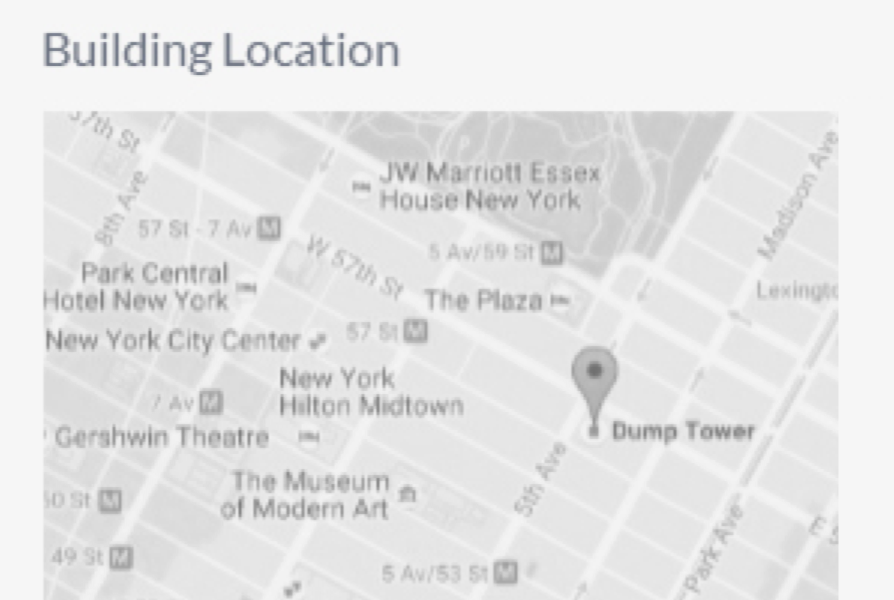 Building Location
57th St
8th Ave
JW Marriott Essex
House New York
Madison Ave
57 St - 7 Av M
W 57th St
5 Av/59 St M
Park Central
Hotel New York
The Plaza
Lexingto
New York City Center
57 St M
New York
Hilton Midtown
7 Av M
Gershwin Theatre
Dump Tower
5th Ave
The Museum
of Modern Art
50 St M
49 St M
5 Av/53 St M
Park Ave
E